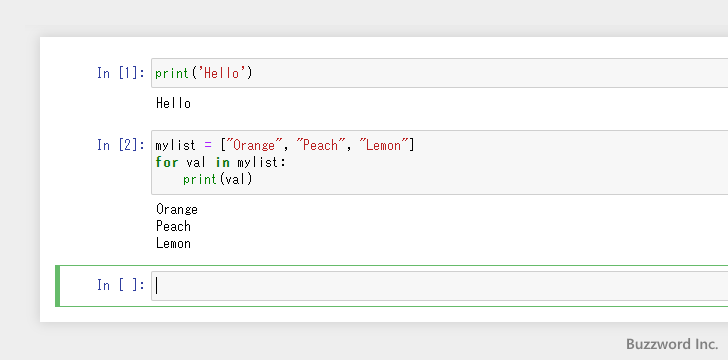 In [1]: print('Hello')
Hello
In [2]: mylist = ["Orange", "Peach", "Lemon"]
for val in mylist:
    print(val)
Orange
Peach
Lemon
In [ ]:
Buzzword Inc.